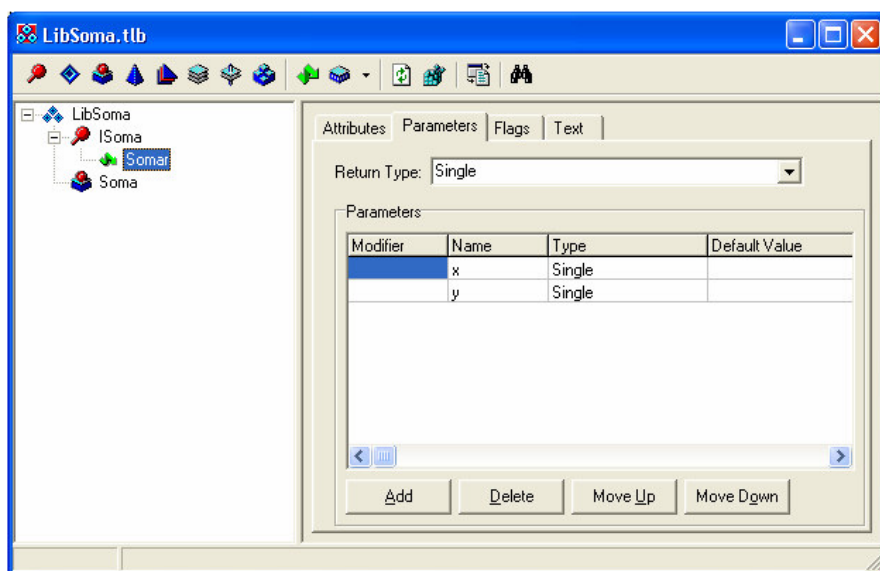 LibSoma.tlb
LibSoma
ISoma
Somar
Soma
Attributes Parameters Flags Text
Return Type: Single
Parameters
Modifier Name Type Default Value
x Single
y Single
Add Delete Move Up Move Down